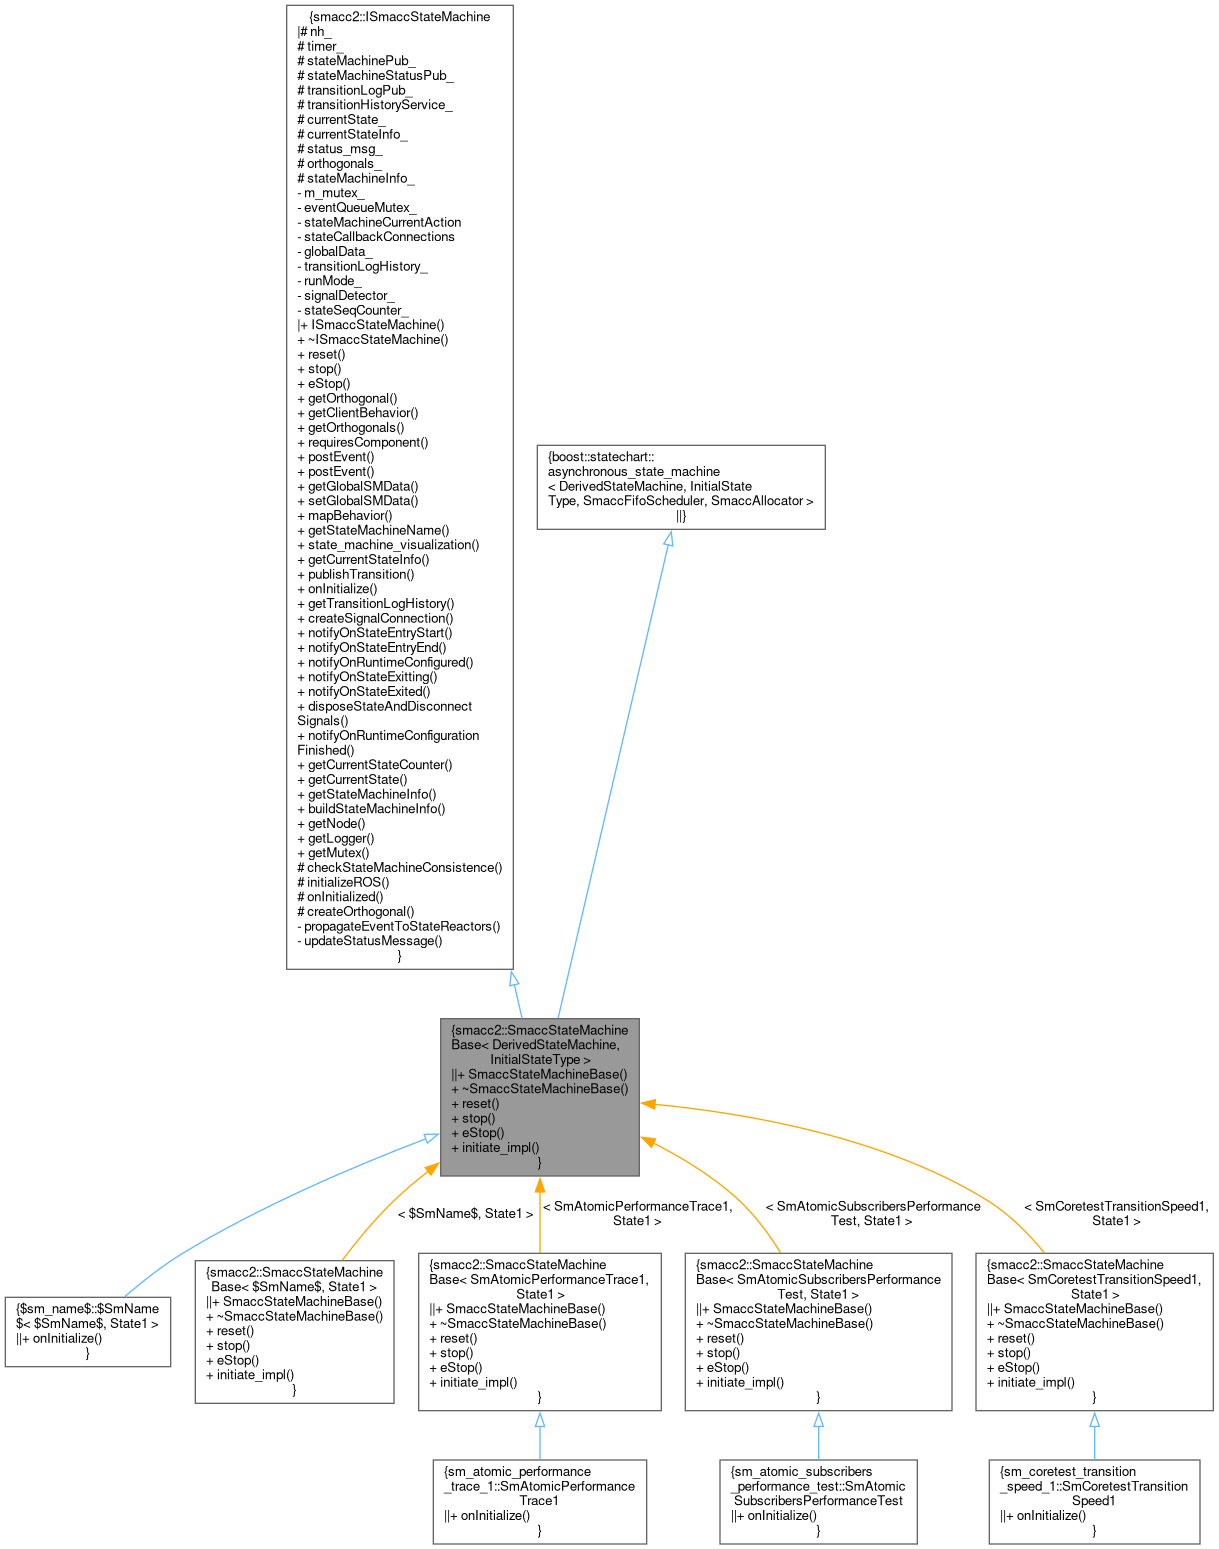 {smacc2::ISmaccStateMachine
|# nh_
# timer_
# stateMachinePub_
# stateMachineStatusPub_
# transitionLogPub_
# transitionHistoryService_
# currentState_
# currentStateInfo_
# status_msg_
# orthogonals_
# stateMachineInfo_
- m_mutex_
- eventQueueMutex_
- stateMachineCurrentAction
- stateCallbackConnections
- globalData_
- transitionLogHistory_
- runMode_
- signalDetector_
- stateSeqCounter_
|+ ISmaccStateMachine()
+ ~ISmaccStateMachine()
+ reset()
+ stop()
+ eStop()
+ getOrthogonal()
+ getClientBehavior()
+ getOrthogonals()
+ requiresComponent()
+ postEvent()
+ postEvent()
+ getGlobalSMData()
+ setGlobalSMData()
+ mapBehavior()
+ getStateMachineName()
+ state_machine_visualization()
+ getCurrentStateInfo()
+ publishTransition()
+ onInitialize()
+ getTransitionLogHistory()
+ createSignalConnection()
+ notifyOnStateEntryStart()
+ notifyOnStateEntryEnd()
+ notifyOnRuntimeConfigured()
+ notifyOnStateExitting()
+ notifyOnStateExited()
+ disposeStateAndDisconnect
Signals()
+ notifyOnRuntimeConfiguration
Finished()
+ getCurrentStateCounter()
+ getCurrentState()
+ getStateMachineInfo()
+ buildStateMachineInfo()
+ getNode()
+ getLogger()
+ getMutex()
# checkStateMachineConsistence()
# initializeROS()
# onInitialized()
# createOrthogonal()
- propagateEventToStateReactors()
- updateStatusMessage()
}
{boost::statechart::
asynchronous_state_machine
< DerivedStateMachine, InitialState
Type, SmaccFifoScheduler, SmaccAllocator >
||}
{smacc2::SmaccStateMachine
Base< DerivedStateMachine,
InitialStateType >
||+ SmaccStateMachineBase()
+ ~SmaccStateMachineBase()
+ reset()
+ stop()
+ eStop()
+ initiate_impl()
}
< $SmName$, State1 >
< SmAtomicPerformanceTrace1,
State1 >
< SmAtomicSubscribersPerformance
Test, State1 >
< SmCoretestTransitionSpeed1,
State1 >
{$sm_name$::$SmName
$< $SmName$, State1 >
||+ onInitialize()
}
{smacc2::SmaccStateMachine
Base< $SmName$, State1 >
||+ SmaccStateMachineBase()
+ ~SmaccStateMachineBase()
+ reset()
+ stop()
+ eStop()
+ initiate_impl()
}
{smacc2::SmaccStateMachine
Base< SmAtomicPerformanceTrace1,
State1 >
||+ SmaccStateMachineBase()
+ ~SmaccStateMachineBase()
+ reset()
+ stop()
+ eStop()
+ initiate_impl()
}
{smacc2::SmaccStateMachine
Base< SmAtomicSubscribersPerformance
Test, State1 >
||+ SmaccStateMachineBase()
+ ~SmaccStateMachineBase()
+ reset()
+ stop()
+ eStop()
+ initiate_impl()
}
{smacc2::SmaccStateMachine
Base< SmCoretestTransitionSpeed1,
State1 >
||+ SmaccStateMachineBase()
+ ~SmaccStateMachineBase()
+ reset()
+ stop()
+ eStop()
+ initiate_impl()
}
{sm_atomic_performance
_trace_1::SmAtomicPerformance
Trace1
||+ onInitialize()
}
{sm_atomic_subscribers
_performance_test::SmAtomic
SubscribersPerformanceTest
||+ onInitialize()
}
{sm_coretest_transition
_speed_1::SmCoretestTransition
Speed1
||+ onInitialize()
}